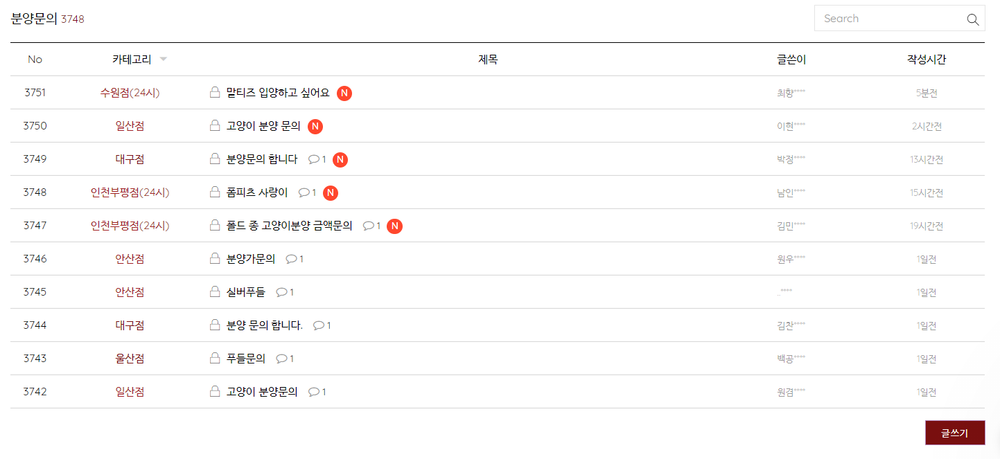 분양문의 3748
Search
No 카테고리 제목 글쓴이 작성시간
3751 수원점(24시) 말티즈 입양하고 싶어요 N 최향**** 5분전
3750 일산점 고양이 분양 문의 N 이현**** 2시간전
3749 대구점 분양문의 합니다 1 N 박정**** 13시간전
3748 인천부평점(24시) 폼피츠 사랑이 1 N 남인**** 15시간전
3747 인천부평점(24시) 폴드 종 고양이분양 금액문의 1 N 김민**** 19시간전
3746 안산점 분양가문의 1 원우**** 1일전
3745 안산점 실버푸들 1 ..**** 1일전
3744 대구점 분양 문의 합니다. 1 김찬**** 1일전
3743 울산점 푸들문의 1 백공**** 1일전
3742 일산점 고양이 분양문의 1 원겸**** 1일전
글쓰기